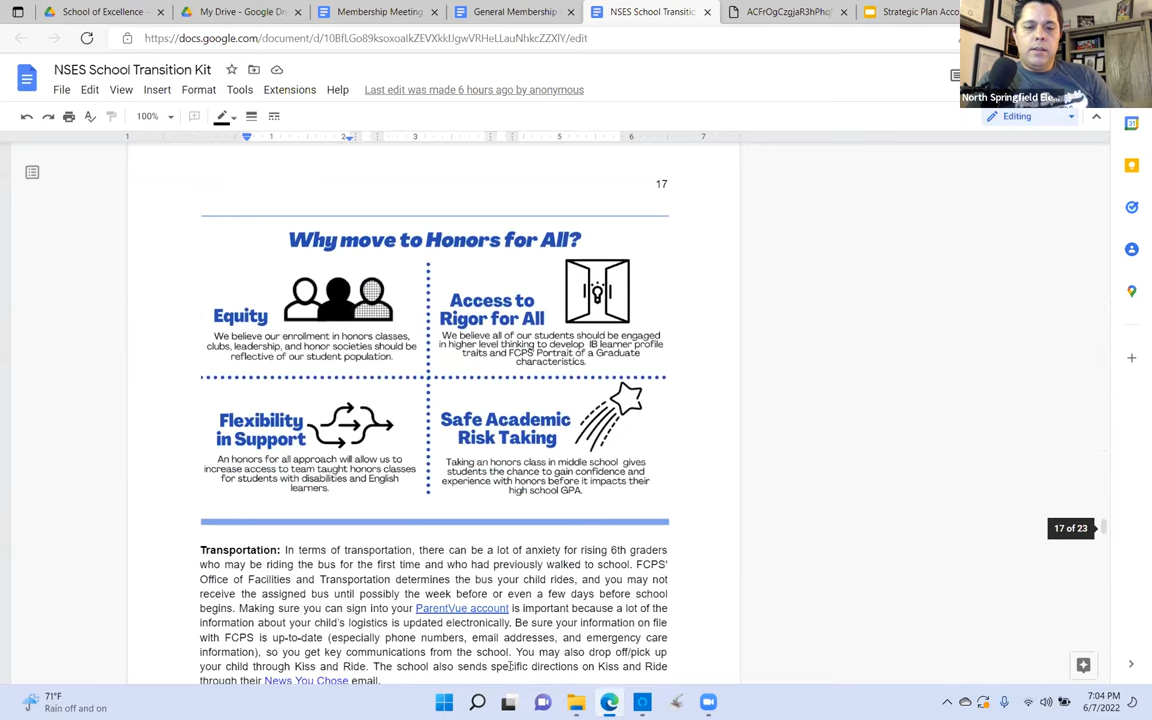 School of Excellence -
My Drive - Google Dr
Membership Meeting
General Membership
NSES School Transitio
ACFrOgCzgjaR3hPhq
Strategic Plan Acco
https://docs.google.com/document/d/10BfLGo89ksoxoaIkZEVXkkIJgwVRHeLLauNhkcZZXlY/edit
North Springfield Ele...
NSES School Transition Kit
File Edit View Insert Format Tools Extensions Help Last edit was made 6 hours ago by anonymous
100%
Editing
1 1 2 3 5 6 7
17
Why move to Honors for All?
Equity
We believe our enrollment in honors classes,
clubs, leadership, and honor societies should be
reflective of our student population.
Access to
Rigor for All
We believe all of our students should be engaged
in higher level thinking to develop IB learner profile
traits and FCPS Portrait of a Graduate
characteristics.
Flexibility
in Support
An honors for all approach will allow us to
increase access to team taught honors classes
for students with disabilities and English
learners.
Safe Academic
Risk Taking
Taking an honors class in middle school gives
students the chance to gain confidence and
experience with honors before it impacts their
high school GPA.
17 of 23
Transportation: In terms of transportation, there can be a lot of anxiety for rising 6th graders
who may be riding the bus for the first time and who had previously walked to school. FCPS'
Office of Facilities and Transportation determines the bus your child rides, and you may not
receive the assigned bus until possibly the week before or even a few days before school
begins. Making sure you can sign into your ParentVue account is important because a lot of the
information about your child's logistics is updated electronically. Be sure your information on file
with FCPS is up-to-date (especially phone numbers, email addresses, and emergency care
information), so you get key communications from the school. You may also drop off/pick up
your child through Kiss and Ride. The school also sends specific directions on Kiss and Ride
through their News You Chose email.
71°F
Rain off and on
7:04 PM
6/7/2022